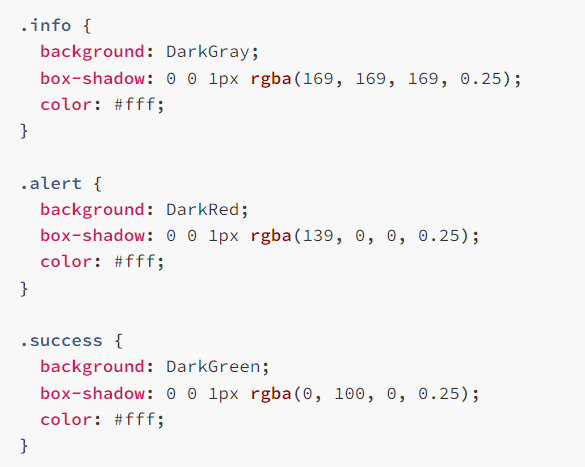 .info {
  background: DarkGray;
  box-shadow: 0 0 1px rgba(169, 169, 169, 0.25);
  color: #fff;
}

.alert {
  background: DarkRed;
  box-shadow: 0 0 1px rgba(139, 0, 0, 0.25);
  color: #fff;
}

.success {
  background: DarkGreen;
  box-shadow: 0 0 1px rgba(0, 100, 0, 0.25);
  color: #fff;
}